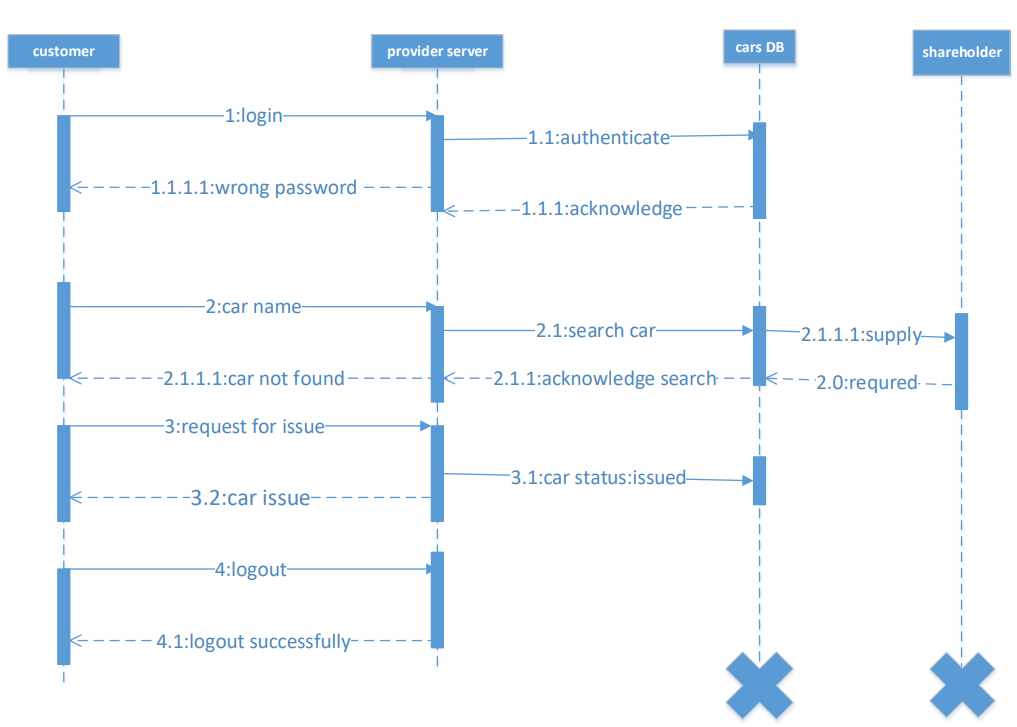 customer
provider server
cars DB
shareholder
1:login
1.1:authenticate
1.1.1.1:wrong password
1.1.1:acknowledge
2:car name
2.1:search car
2.1.1.1:supply
2.1.1.1:car not found
2.1.1:acknowledge search
2.0:requred
3:request for issue
3.1:car status:issued
3.2:car issue
4:logout
4.1:logout successfully